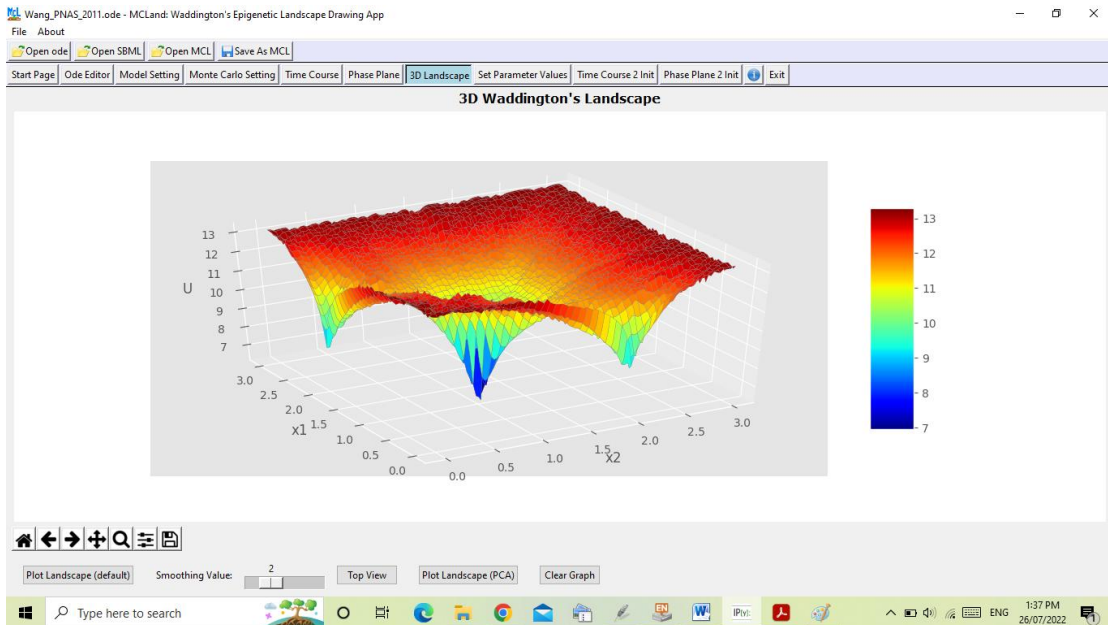 Wang_PNAS_2011.ode - MCLand: Waddington's Epigenetic Landscape Drawing App
File About
Open ode Open SBML Open MCL Save As MCL
Start Page Ode Editor Model Setting Monte Carlo Setting Time Course Phase Plane 3D Landscape Set Parameter Values Time Course 2 Init Phase Plane 2 Init Exit
3D Waddington's Landscape
13
12
11
U 10
9
8
7
3.0
2.5
2.0
x1 1.5
1.0
0.5
0.0
0.0
0.5
1.0
1.5
x2
2.0
2.5
3.0
13
12
11
10
9
8
7
Plot Landscape (default) Smoothing Value: 2 Top View Plot Landscape (PCA) Clear Graph
Type here to search
ENG
1:37 PM
26/07/2022